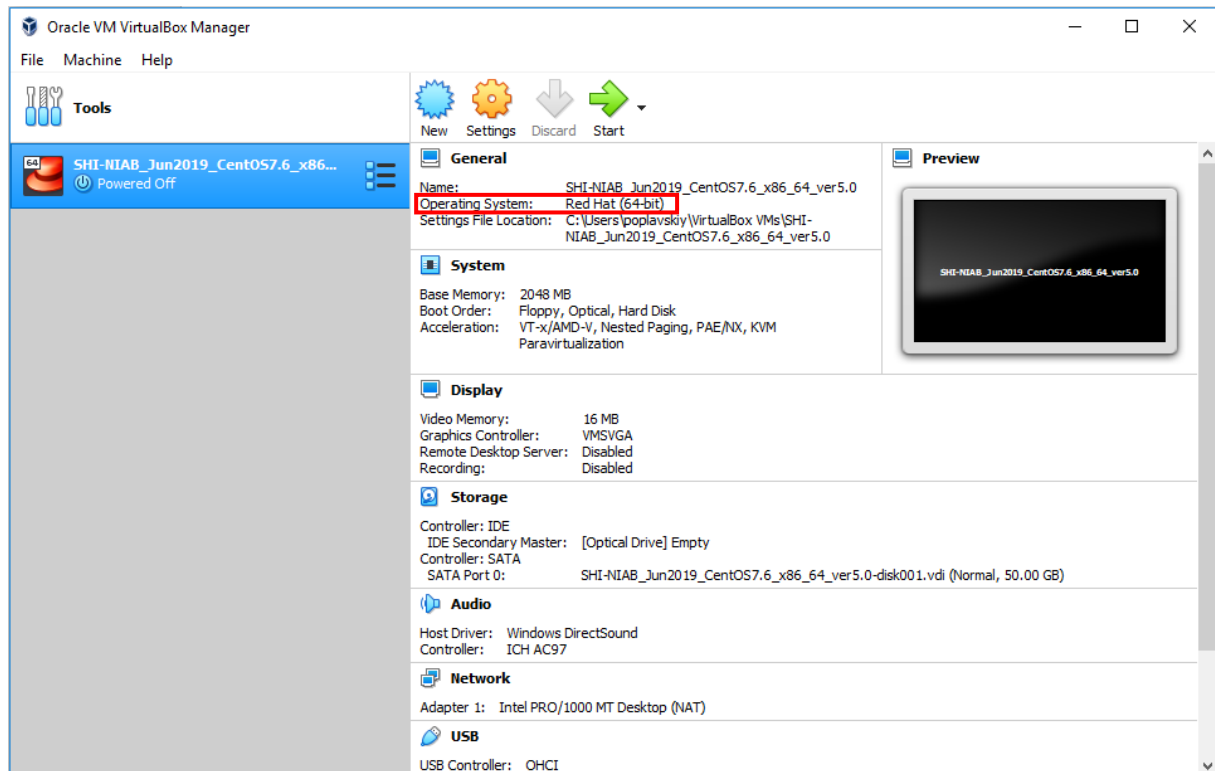 Oracle VM VirtualBox Manager
File Machine Help
Tools
New Settings Discard Start
64
SHI-NIAB_Jun2019_CentOS7.6_x86...
Powered Off
General
Name: SHI-NIAB_Jun2019_CentOS7.6_x86_64_ver5.0
Operating System: Red Hat (64-bit)
Settings File Location: C:\Users\poplavskiy\VirtualBox VMs\SHI-
NIAB_Jun2019_CentOS7.6_x86_64_ver5.0
Preview
SHI-NIAB_Jun2019_CentOS7.6_x86_64_ver5.0
System
Base Memory: 2048 MB
Boot Order: Floppy, Optical, Hard Disk
Acceleration: VT-x/AMD-V, Nested Paging, PAE/NX, KVM
Paravirtualization
Display
Video Memory: 16 MB
Graphics Controller: VMSVGA
Remote Desktop Server: Disabled
Recording: Disabled
Storage
Controller: IDE
IDE Secondary Master: [Optical Drive] Empty
Controller: SATA
SATA Port 0: SHI-NIAB_Jun2019_CentOS7.6_x86_64_ver5.0-disk001.vdi (Normal, 50.00 GB)
Audio
Host Driver: Windows DirectSound
Controller: ICH AC97
Network
Adapter 1: Intel PRO/1000 MT Desktop (NAT)
USB
USB Controller: OHCI